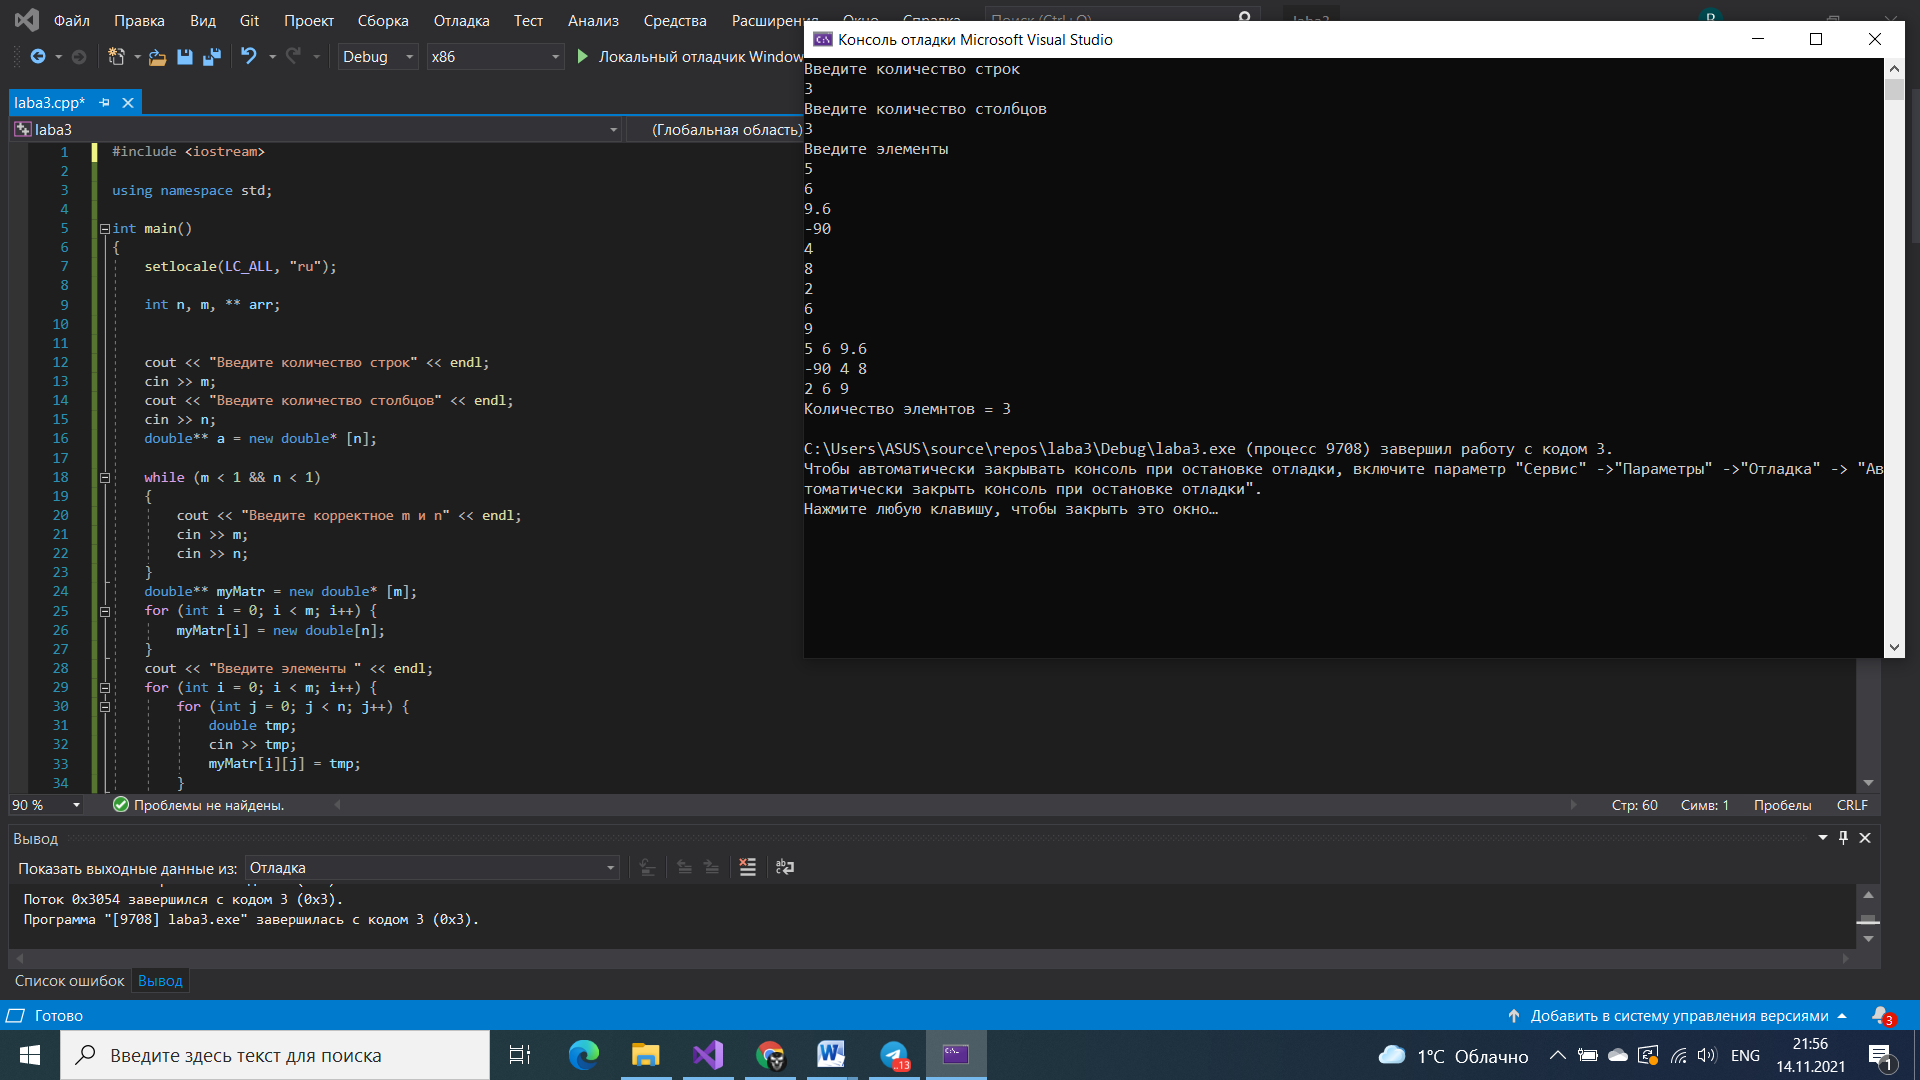 Файл Правка Вид Git Проект Сборка Отладка Тест Анализ Средства Расширения
Debug x86 Локальный отладчик Window
laba3.cpp*
laba3 (Глобальная область)
1 #include <iostream>
2
3 using namespace std;
4
5 int main()
6 {
7 setlocale(LC_ALL, "ru");
8
9 int n, m, ** arr;
10
11
12 cout << "Введите количество строк" << endl;
13 cin >> m;
14 cout << "Введите количество столбцов" << endl;
15 cin >> n;
16 double** a = new double* [n];
17
18 while (m < 1 && n < 1)
19 {
20 cout << "Введите корректное m и n" << endl;
21 cin >> m;
22 cin >> n;
23 }
24 double** myMatr = new double* [m];
25 for (int i = 0; i < m; i++) {
26 myMatr[i] = new double[n];
27 }
28 cout << "Введите элементы " << endl;
29 for (int i = 0; i < m; i++) {
30 for (int j = 0; j < n; j++) {
31 double tmp;
32 cin >> tmp;
33 myMatr[i][j] = tmp;
34 }
90 % Проблемы не найдены. Стр: 60 Симв: 1 Пробелы CRLF
Консоль отладки Microsoft Visual Studio
Введите количество строк
3
Введите количество столбцов
3
Введите элементы
5
6
9.6
-90
4
8
2
6
9
5 6 9.6
-90 4 8
2 6 9
Количество элемнтов = 3
C:\Users\ASUS\source\repos\laba3\Debug\laba3.exe (процесс 9708) завершил работу с кодом 3.
Чтобы автоматически закрывать консоль при остановке отладки, включите параметр "Сервис" ->"Параметры" ->"Отладка" -> "Ав
томатически закрыть консоль при остановке отладки".
Нажмите любую клавишу, чтобы закрыть это окно…
Вывод
Показать выходные данные из: Отладка
Поток 0x3054 завершился с кодом 3 (0x3).
Программа "[9708] laba3.exe" завершилась с кодом 3 (0x3).
Список ошибок Вывод
Готово Добавить в систему управления версиями 3
Введите здесь текст для поиска ..13 1°C Облачно ENG 21:56
14.11.2021 1